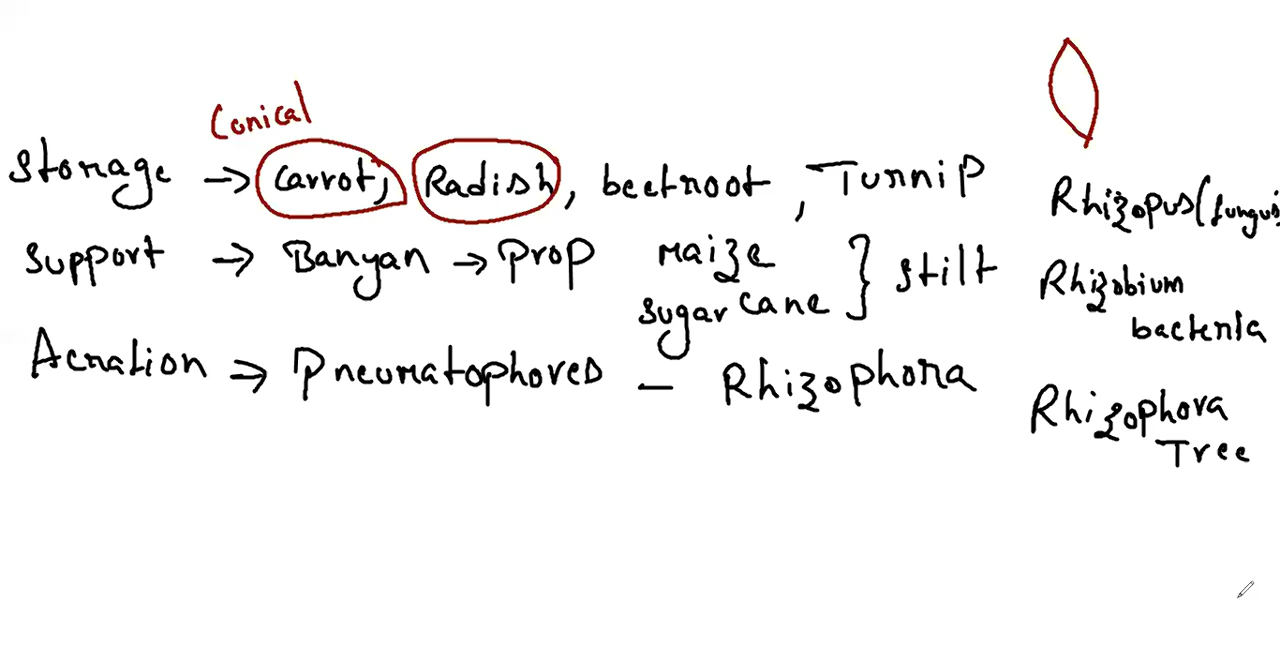 Conical
Storage → Carrot, Radish, beetroot, Turnip
Support → Banyan → Prop Maize } stilt
sugarcane
Aeration → Pneumatophores – Rhizophora
Rhizopus (fungus
Rhizobium
bacteria
Rhizophora
Tree